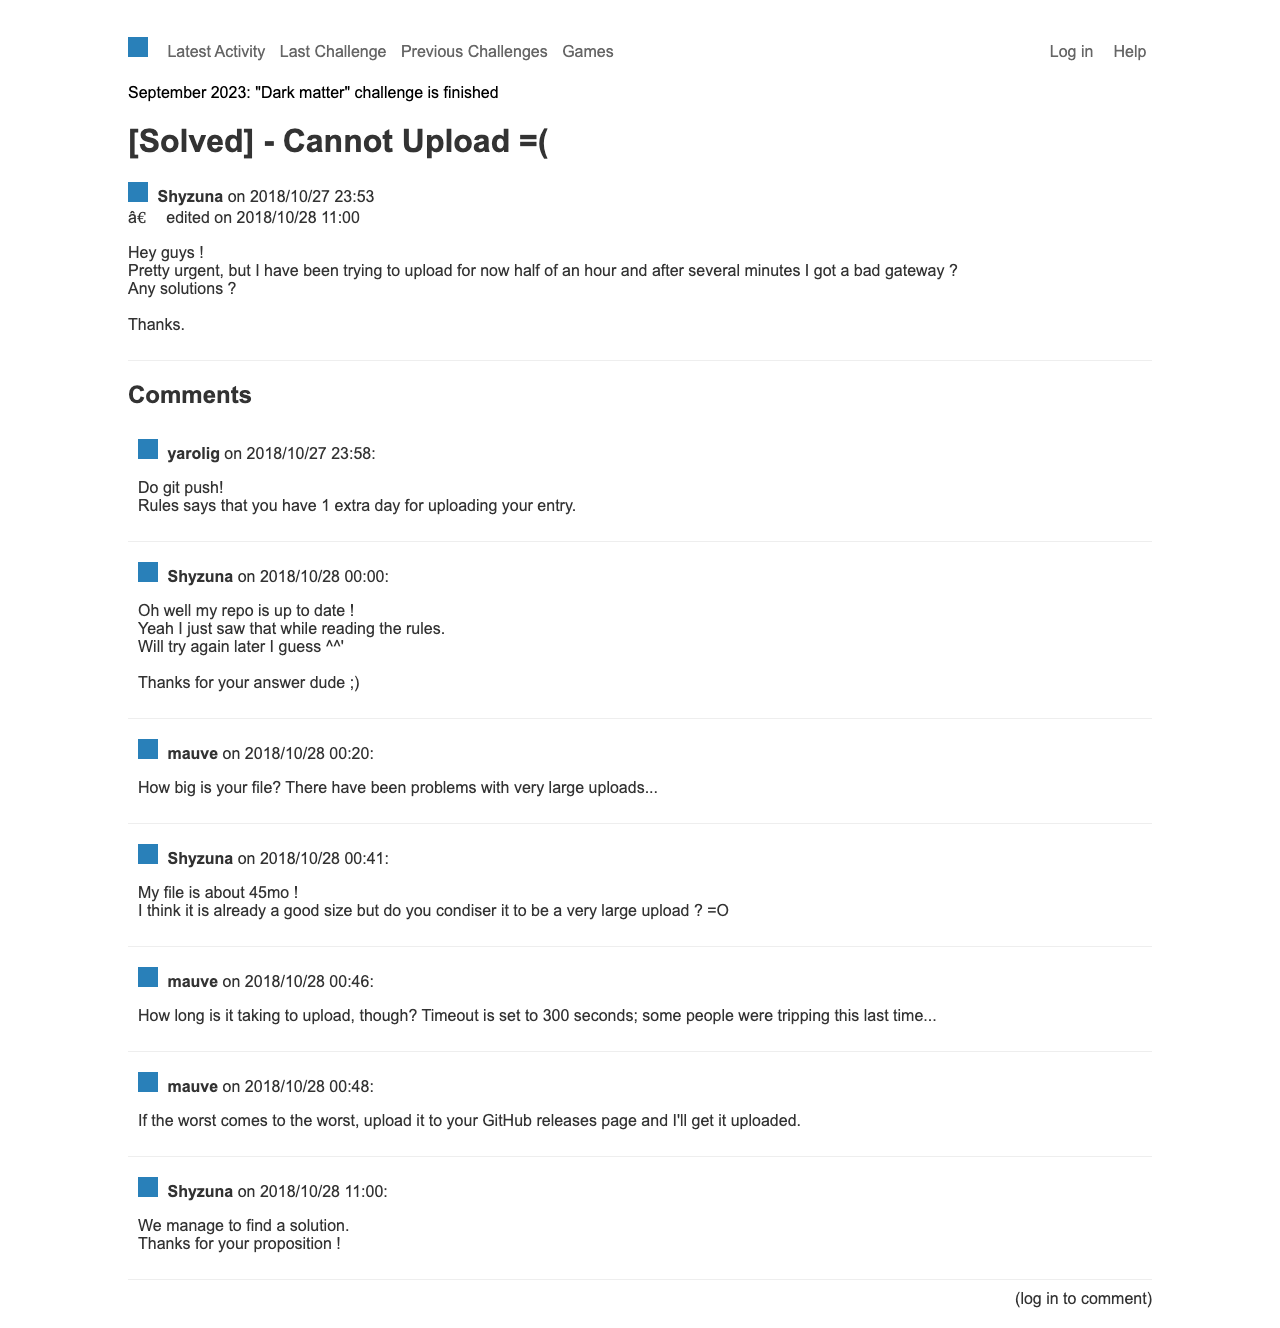 Latest Activity Last Challenge Previous Challenges Games Log in Help
September 2023: "Dark matter" challenge is finished
[Solved] - Cannot Upload =(
Shyzuna on 2018/10/27 23:53
â€ edited on 2018/10/28 11:00
Hey guys !
Pretty urgent, but I have been trying to upload for now half of an hour and after several minutes I got a bad gateway ?
Any solutions ?
Thanks.
Comments
yarolig on 2018/10/27 23:58:
Do git push!
Rules says that you have 1 extra day for uploading your entry.
Shyzuna on 2018/10/28 00:00:
Oh well my repo is up to date !
Yeah I just saw that while reading the rules.
Will try again later I guess ^^'
Thanks for your answer dude ;)
mauve on 2018/10/28 00:20:
How big is your file? There have been problems with very large uploads...
Shyzuna on 2018/10/28 00:41:
My file is about 45mo !
I think it is already a good size but do you condiser it to be a very large upload ? =O
mauve on 2018/10/28 00:46:
How long is it taking to upload, though? Timeout is set to 300 seconds; some people were tripping this last time...
mauve on 2018/10/28 00:48:
If the worst comes to the worst, upload it to your GitHub releases page and I'll get it uploaded.
Shyzuna on 2018/10/28 11:00:
We manage to find a solution.
Thanks for your proposition !
(log in to comment)